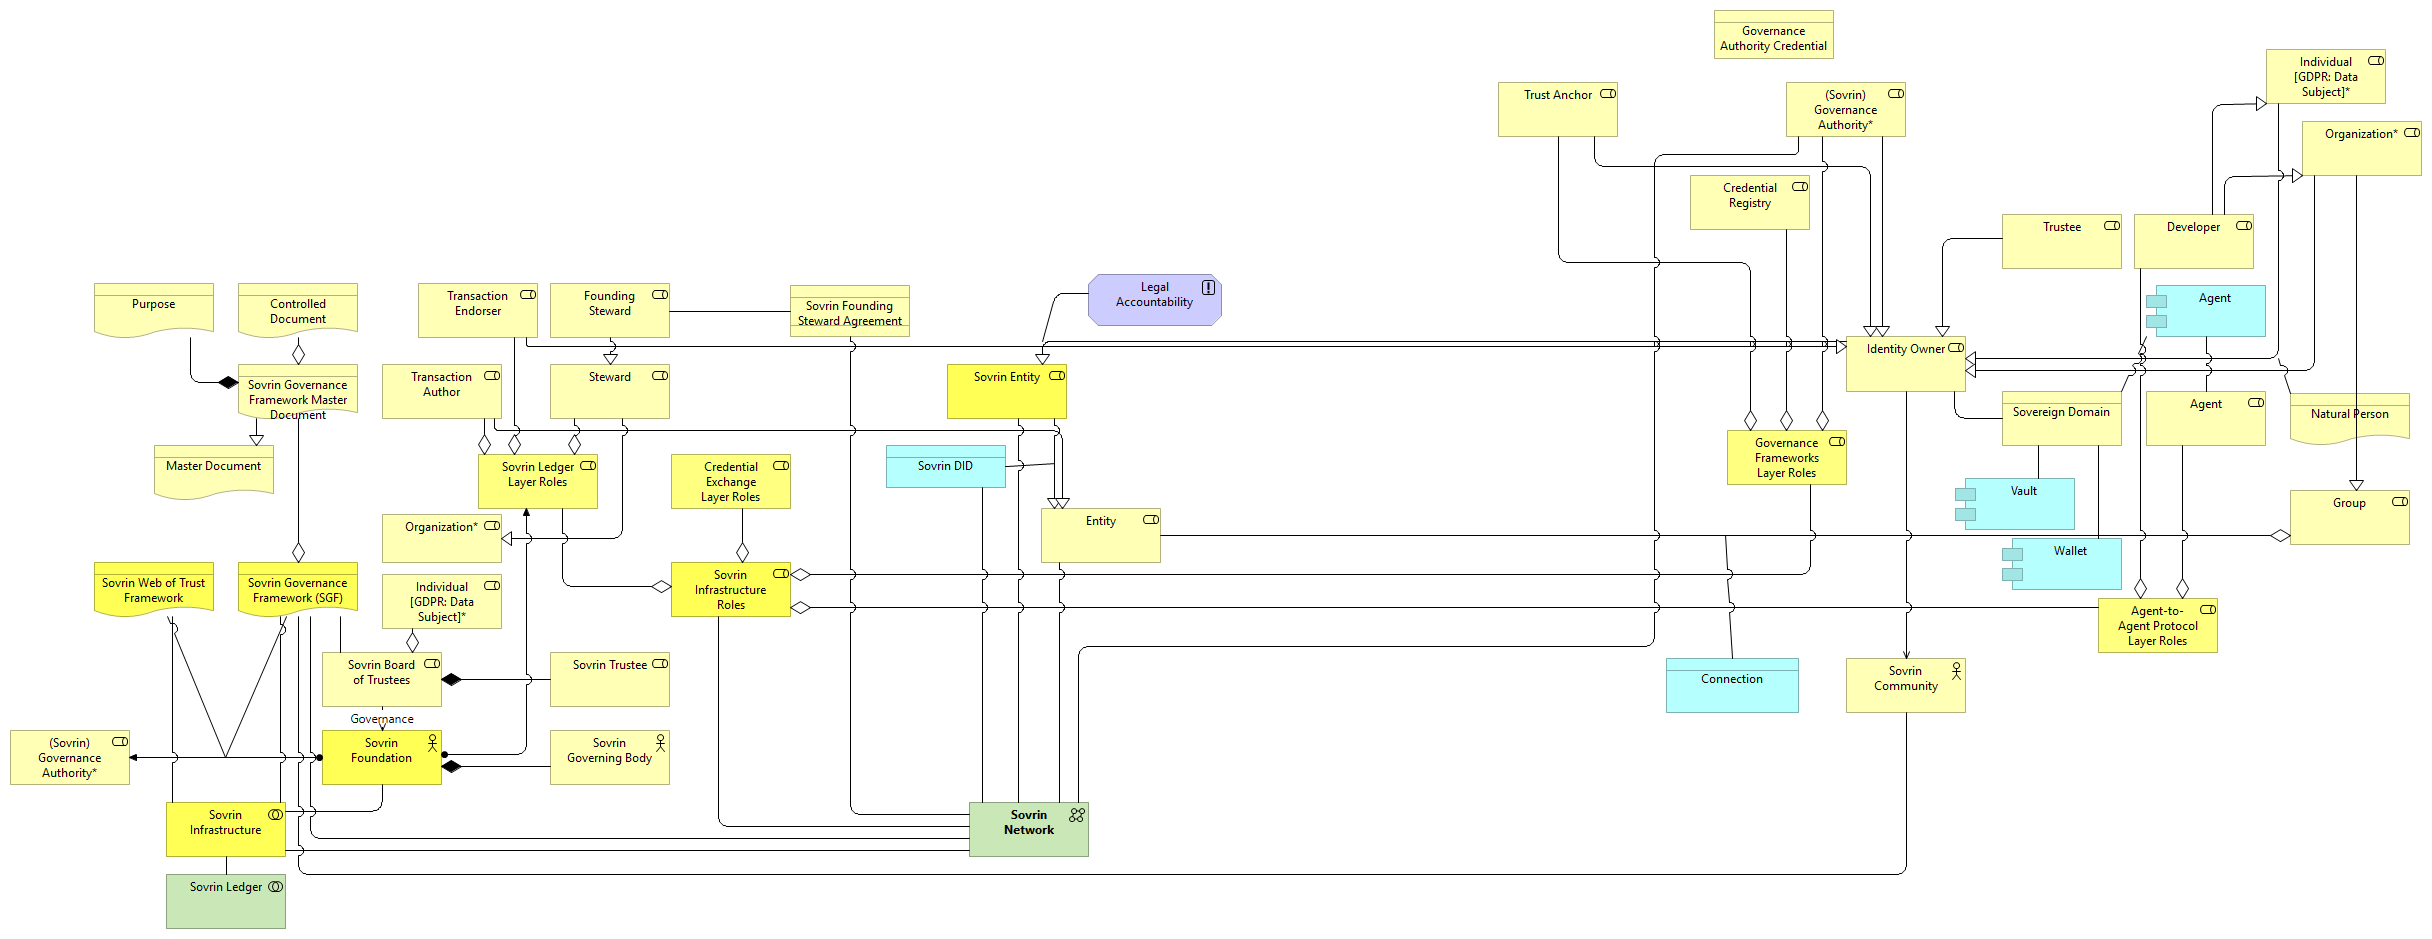 Governance
Authority Credential
Individual
[GDPR: Data
Subject]*
Trust Anchor
(Sovrin)
Governance
Authority*
Organization*
Credential
Registry
Trustee
Developer
Purpose
Controlled
Document
Transaction
Endorser
Founding
Steward
Sovrin Founding
Steward Agreement
Legal
Accountability
Agent
Identity Owner
Sovrin Governance
Framework Master
Document
Transaction
Author
Steward
Sovrin Entity
Sovereign Domain
Agent
Natural Person
Master Document
Sovrin Ledger
Layer Roles
Credential
Exchange
Layer Roles
Sovrin DID
Governance
Frameworks
Layer Roles
Vault
Group
Organization*
Entity
Wallet
Sovrin Web of Trust
Framework
Sovrin Governance
Framework (SGF)
Individual
[GDPR: Data
Subject]*
Sovrin
Infrastructure
Roles
Agent-to-
Agent Protocol
Layer Roles
Sovrin Board
of Trustees
Sovrin Trustee
Connection
Sovrin
Community
Governance
(Sovrin)
Governance
Authority*
Sovrin
Foundation
Sovrin
Governing Body
Sovrin
Infrastructure
Sovrin
Network
Sovrin Ledger